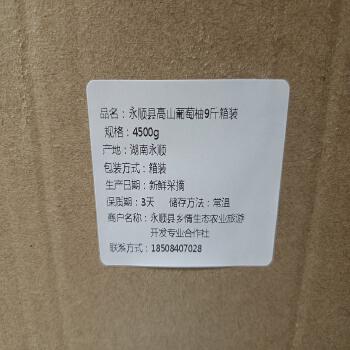 品名：永顺县高山葡萄柚9斤箱装
规格：4500g
产地：湖南永顺
包装方式：箱装
生产日期：新鲜采摘
保质期：3天 储存方法：常温
商户名称：永顺县乡情生态农业旅游
开发专业合作社
联系方式：18508407028